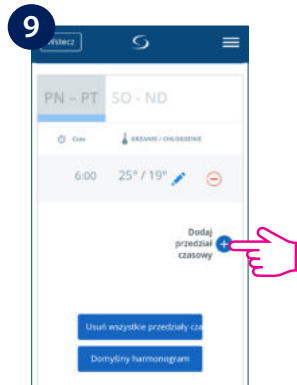 9
Wstecz
PN – PT SO - ND
Czas GRZANIE / CHŁODZENIE
6:00 25° / 19°
Dodaj
przedział
czasowy
Usuń wszystkie przedziały cza
Domyślny harmonogram